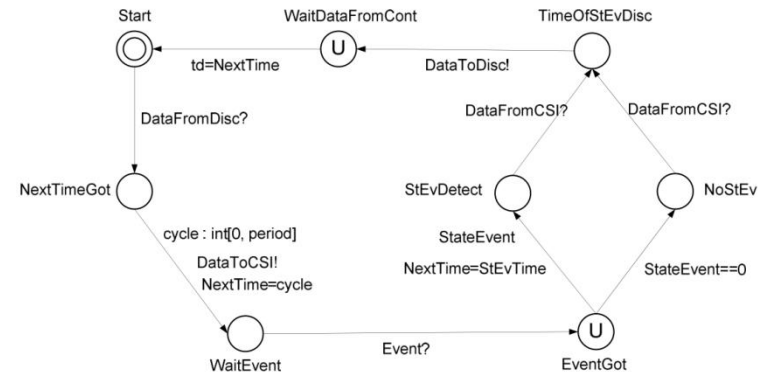 Start
WaitDataFromCont
TimeOfStEvDisc
U
td=NextTime
DataToDisc!
DataFromDisc?
DataFromCSI?
DataFromCSI?
NextTimeGot
StEvDetect
NoStEv
cycle : int[0, period]
DataToCSI!
NextTime=cycle
StateEvent
NextTime=StEvTime
StateEvent==0
U
Event?
WaitEvent
EventGot